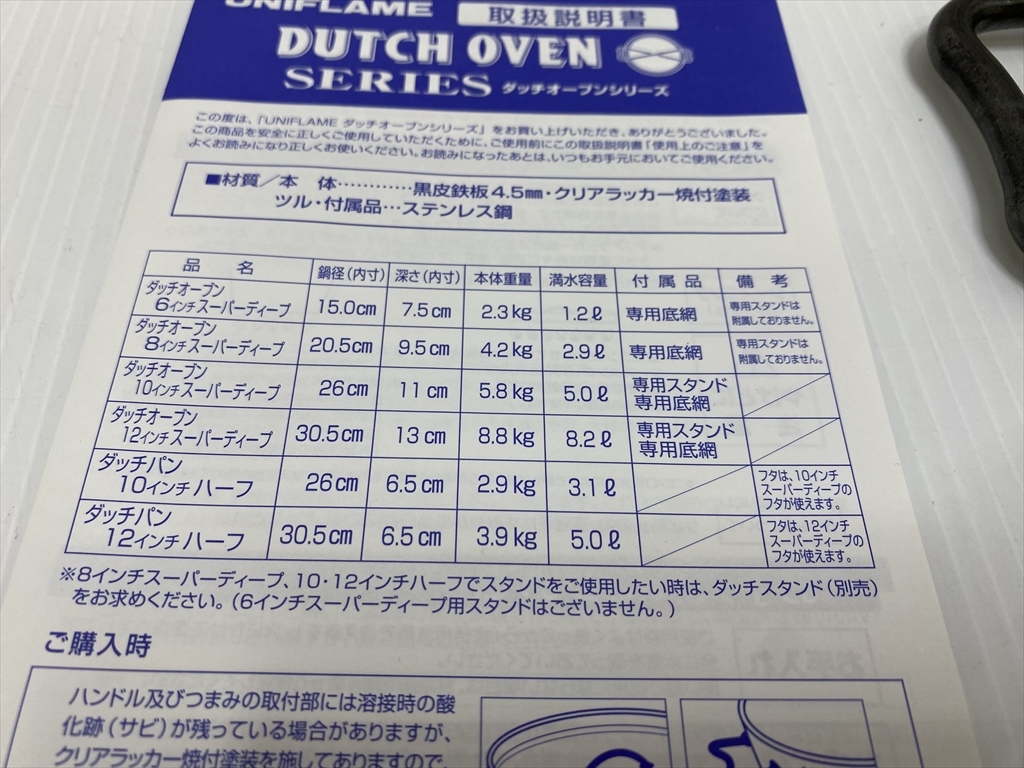 UNIFLAME 取扱説明書
DUTCH OVEN
SERIES ダッチオーブンシリーズ
この度は、「UNIFLAME ダッチオーブンシリーズ」をお買い上げいただき、ありがとうございました。
この商品を安全に正しくご使用していただくために、ご使用前にこの取扱説明書「使用上のご注意」を
よくお読みになり正しくお使いください。お読みになったあとは、いつもお手元においてご使用ください。
■材質／本 体…………黒皮鉄板4.5㎜・クリアラッカー焼付塗装
ツル・付属品…ステンレス鋼
品 名 鍋径(内寸) 深さ(内寸) 本体重量 満水容量 付属品 備考
ダッチオーブン
6インチスーパーディープ 15.0㎝ 7.5㎝ 2.3㎏ 1.2ℓ 専用底網 専用スタンドは
附属しておりません。
ダッチオーブン
8インチスーパーディープ 20.5㎝ 9.5㎝ 4.2㎏ 2.9ℓ 専用底網 専用スタンドは
附属しておりません。
ダッチオーブン
10インチスーパーディープ 26㎝ 11㎝ 5.8㎏ 5.0ℓ 専用スタンド
専用底網
ダッチオーブン
12インチスーパーディープ 30.5㎝ 13㎝ 8.8㎏ 8.2ℓ 専用スタンド
専用底網
ダッチパン
10インチハーフ 26㎝ 6.5㎝ 2.9㎏ 3.1ℓ フタは、10インチ
スーパーディープの
フタが使えます。
ダッチパン
12インチハーフ 30.5㎝ 6.5㎝ 3.9㎏ 5.0ℓ フタは、12インチ
スーパーディープの
フタが使えます。
※8インチスーパーディープ、10・12インチハーフでスタンドをご使用したい時は、ダッチスタンド(別売)
をお求めください。(6インチスーパーディープ用スタンドはございません。)
ご購入時
ハンドル及びつまみの取付部には溶接時の酸
化跡(サビ)が残っている場合がありますが、
クリアラッカー焼付塗装を施してありますので、